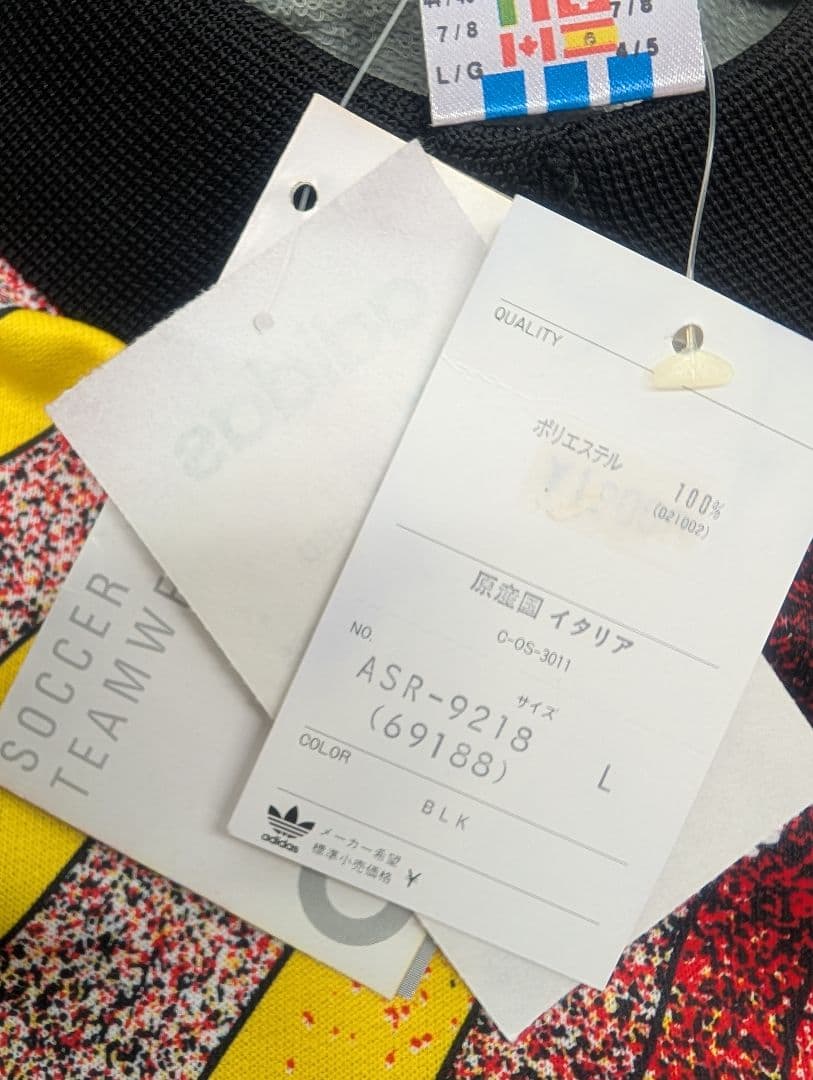 7/8
7/8
L/G
4/5
QUALITY
ポリエステル
100%
(021002)
原産国 イタリア
C-OS-3011
NO.
ASR-9218
(69188)
サイズ
L
COLOR
BLK
adidas
メーカー希望
標準小売価格 ¥
adidas
SOCCER
TEAMWE